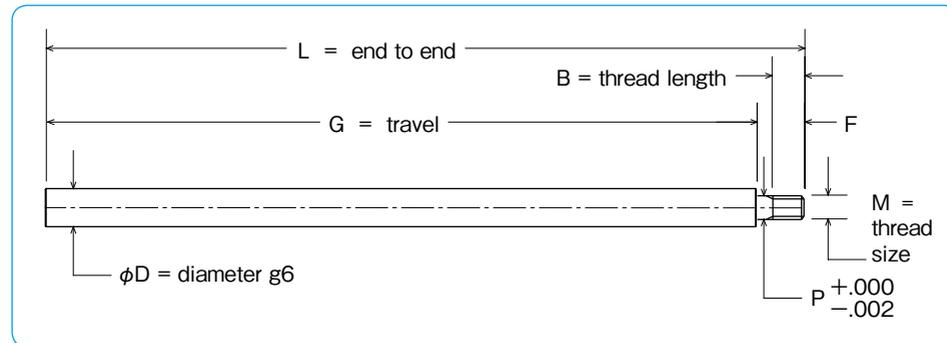 L = end to end
B = thread length
G = travel
F
M =
thread
size
φD = diameter g6
P +.000
−.002